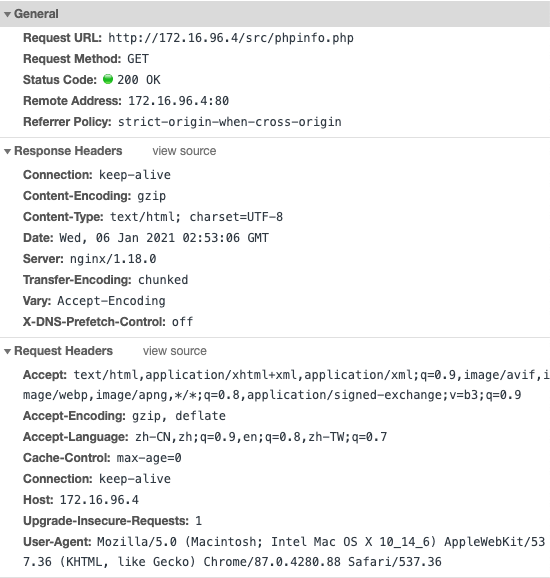 General
Request URL: http://172.16.96.4/src/phpinfo.php
Request Method: GET
Status Code: 200 OK
Remote Address: 172.16.96.4:80
Referrer Policy: strict-origin-when-cross-origin
Response Headers view source
Connection: keep-alive
Content-Encoding: gzip
Content-Type: text/html; charset=UTF-8
Date: Wed, 06 Jan 2021 02:53:06 GMT
Server: nginx/1.18.0
Transfer-Encoding: chunked
Vary: Accept-Encoding
X-DNS-Prefetch-Control: off
Request Headers view source
Accept: text/html,application/xhtml+xml,application/xml;q=0.9,image/avif,i
mage/webp,image/apng,*/*;q=0.8,application/signed-exchange;v=b3;q=0.9
Accept-Encoding: gzip, deflate
Accept-Language: zh-CN,zh;q=0.9,en;q=0.8,zh-TW;q=0.7
Cache-Control: max-age=0
Connection: keep-alive
Host: 172.16.96.4
Upgrade-Insecure-Requests: 1
User-Agent: Mozilla/5.0 (Macintosh; Intel Mac OS X 10_14_6) AppleWebKit/53
7.36 (KHTML, like Gecko) Chrome/87.0.4280.88 Safari/537.36